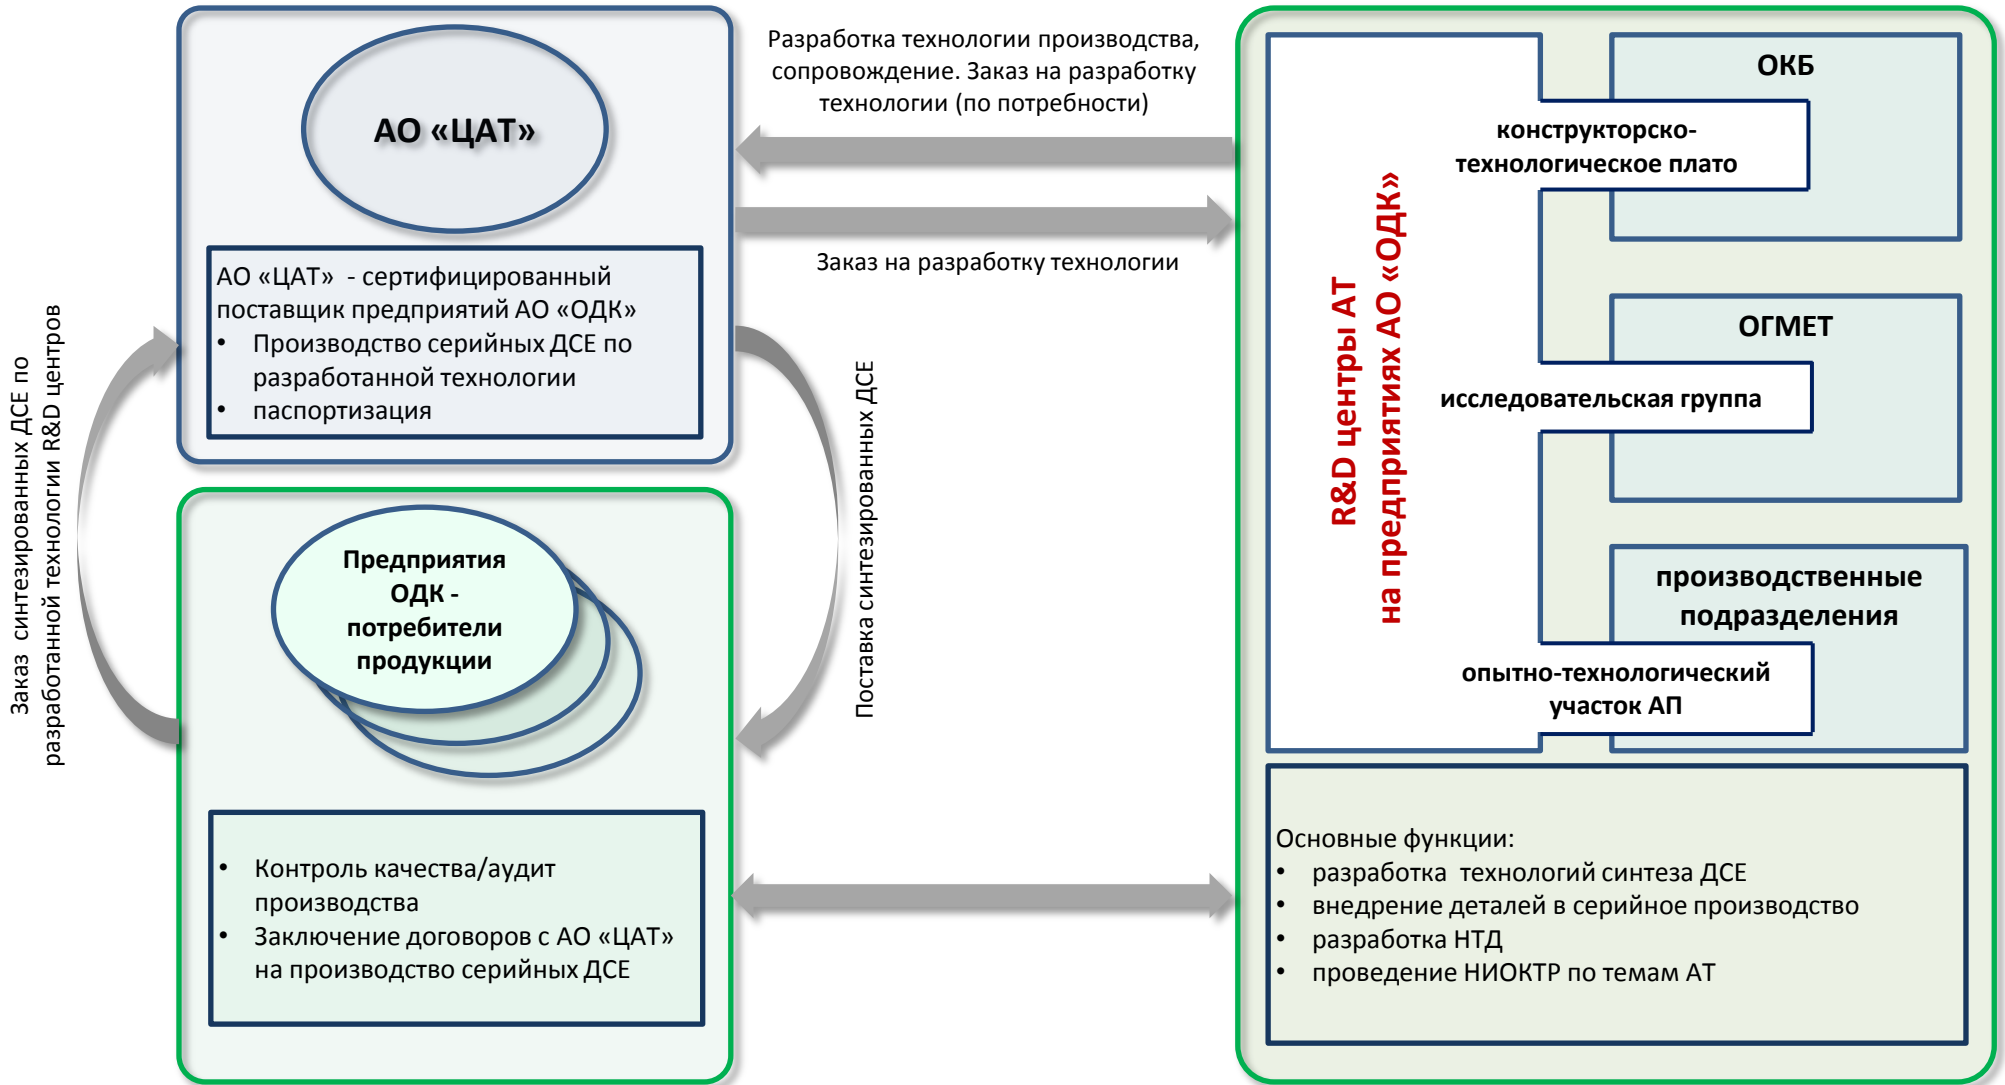 АО «ЦАТ»
АО «ЦАТ» - сертифицированный
поставщик предприятий АО «ОДК»
• Производство серийных ДСЕ по
разработанной технологии
• паспортизация
Разработка технологии производства,
сопровождение. Заказ на разработку
технологии (по потребности)
Заказ на разработку технологии
Заказ синтезированных ДСЕ по
разработанной технологии R&D центров
Поставка синтезированных ДСЕ
Предприятия
ОДК -
потребители
продукции
• Контроль качества/аудит
производства
• Заключение договоров с АО «ЦАТ»
на производство серийных ДСЕ
R&D центры АТ
на предприятиях АО «ОДК»
ОКБ
конструкторско-
технологическое плато
ОГМЕТ
исследовательская группа
производственные
подразделения
опытно-технологический
участок АП
Основные функции:
• разработка технологий синтеза ДСЕ
• внедрение деталей в серийное производство
• разработка НТД
• проведение НИОКТР по темам АТ